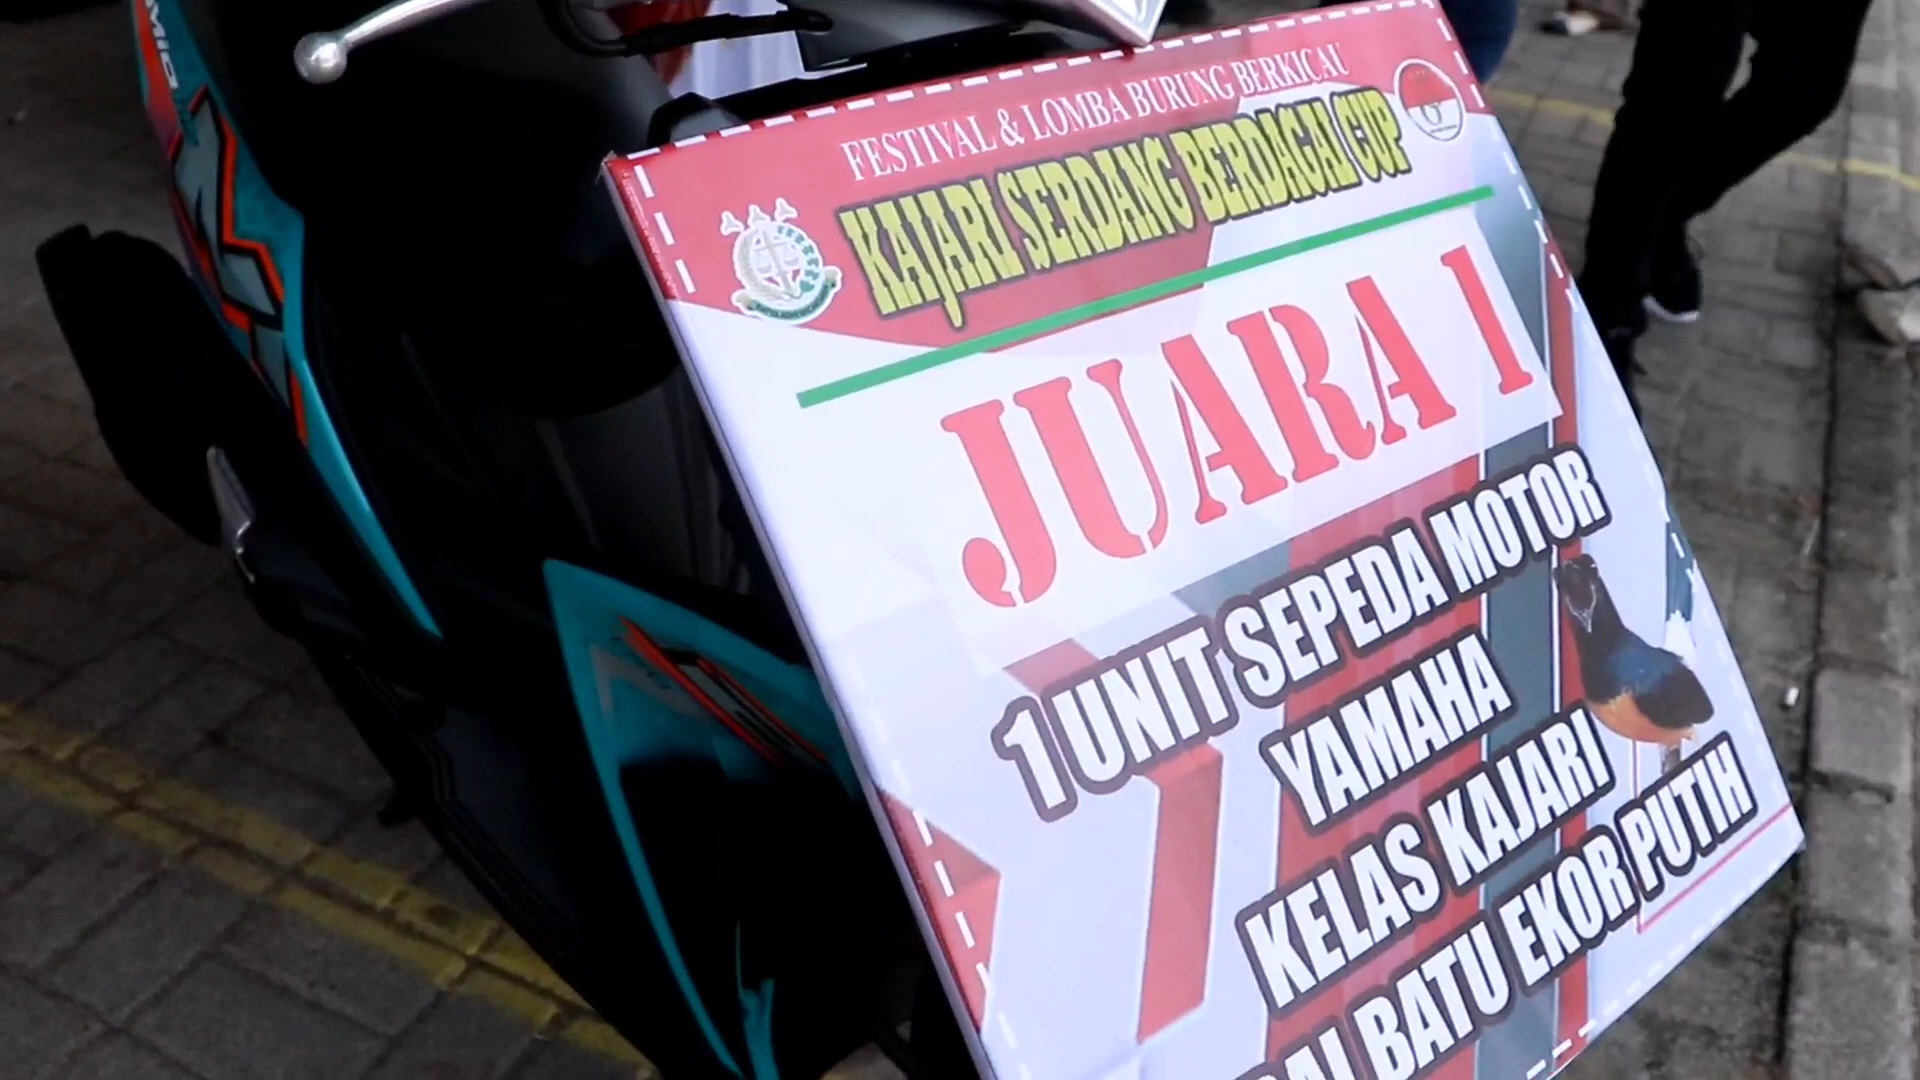 FESTIVAL & LOMBA BURUNG BERKICAU
KAJARI SERDANG BERDAGAI CUP
JUARA 1
1 UNIT SEPEDA MOTOR
YAMAHA
KELAS KAJARI
BATU EKOR PUTIH